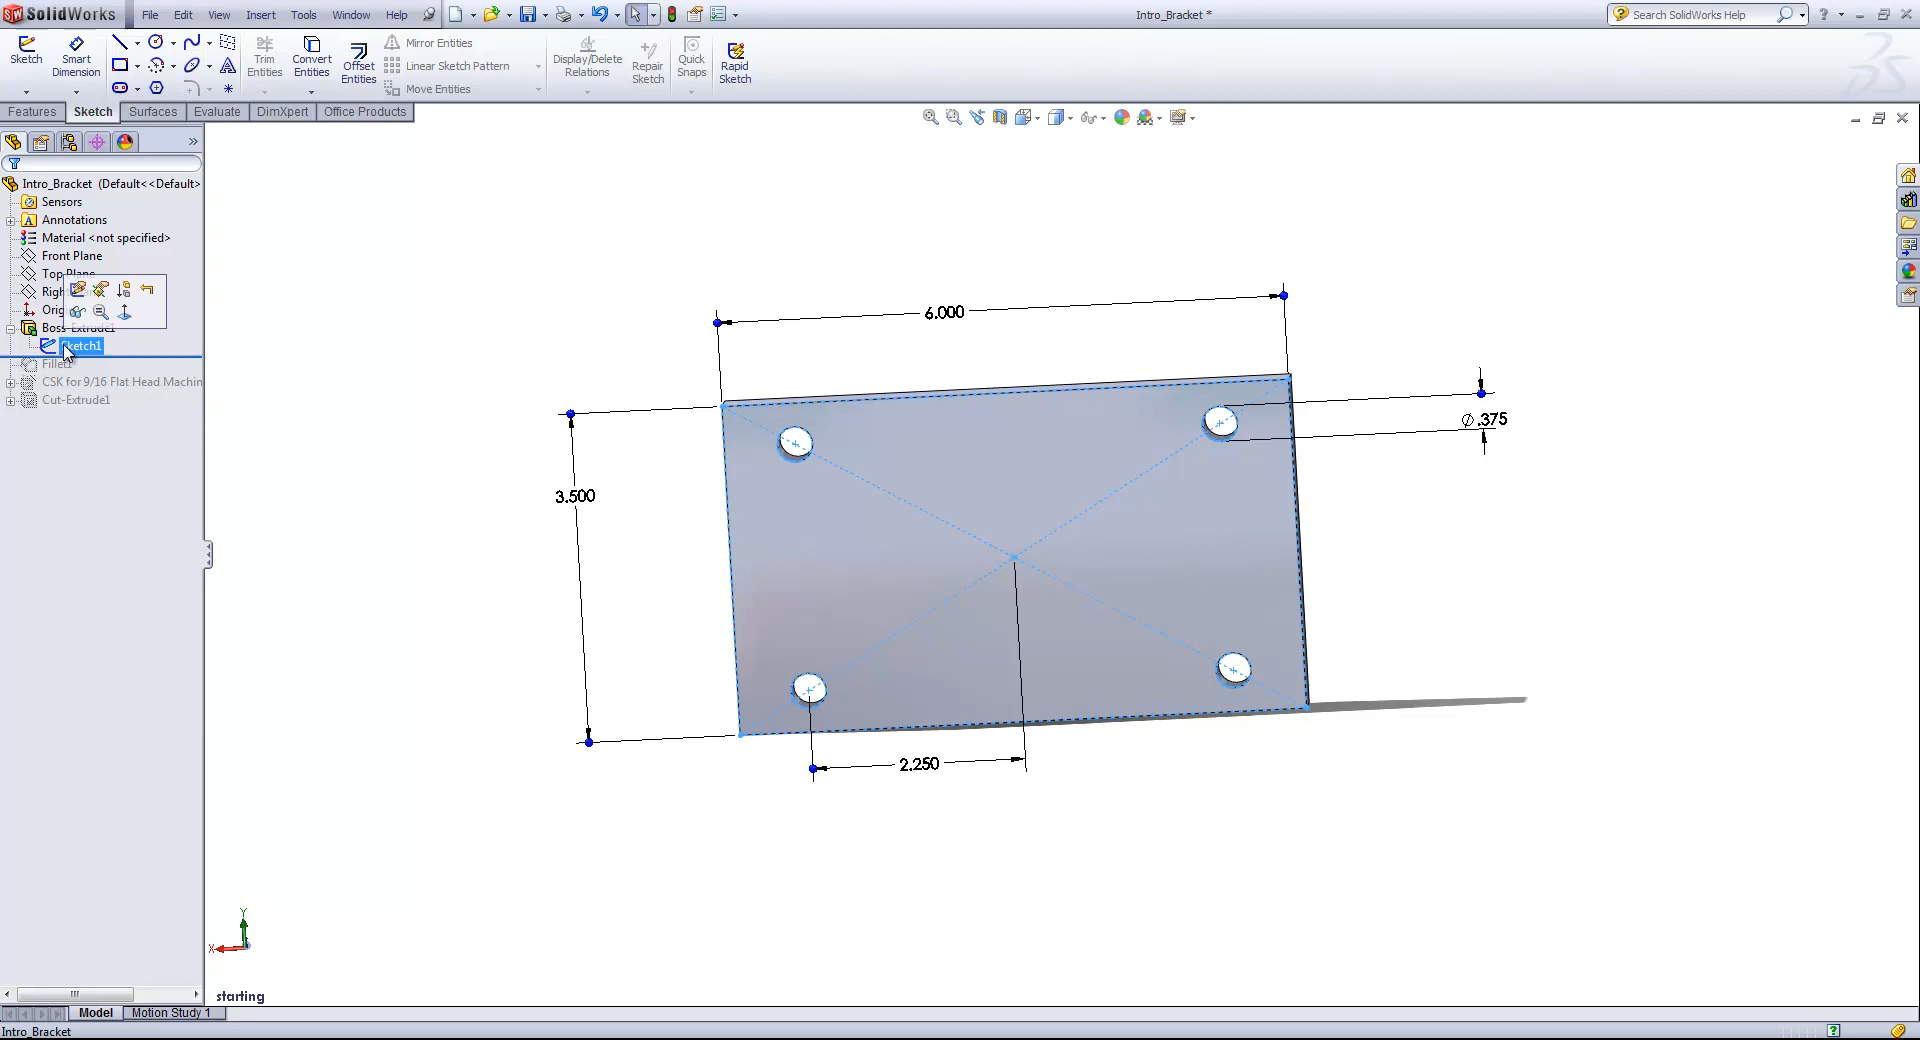 SolidWorks
File Edit View Insert Tools Window Help
Intro_Bracket *
Search SolidWorks Help
Sketch
Smart Dimension
Trim Entities
Convert Entities
Offset Entities
Mirror Entities
Linear Sketch Pattern
Move Entities
Display/Delete Relations
Repair Sketch
Quick Snaps
Rapid Sketch
Features Sketch Surfaces Evaluate DimXpert Office Products
Intro_Bracket (Default<<Default>
Sensors
Annotations
Material <not specified>
Front Plane
Top Plane
Righ
Orig
Boss-Extrude1
Sketch1
Fillet1
CSK for 9/16 Flat Head Machin
Cut-Extrude1
6.000
∅.375
3.500
2.250
Y
X
starting
Model Motion Study 1
Intro_Bracket